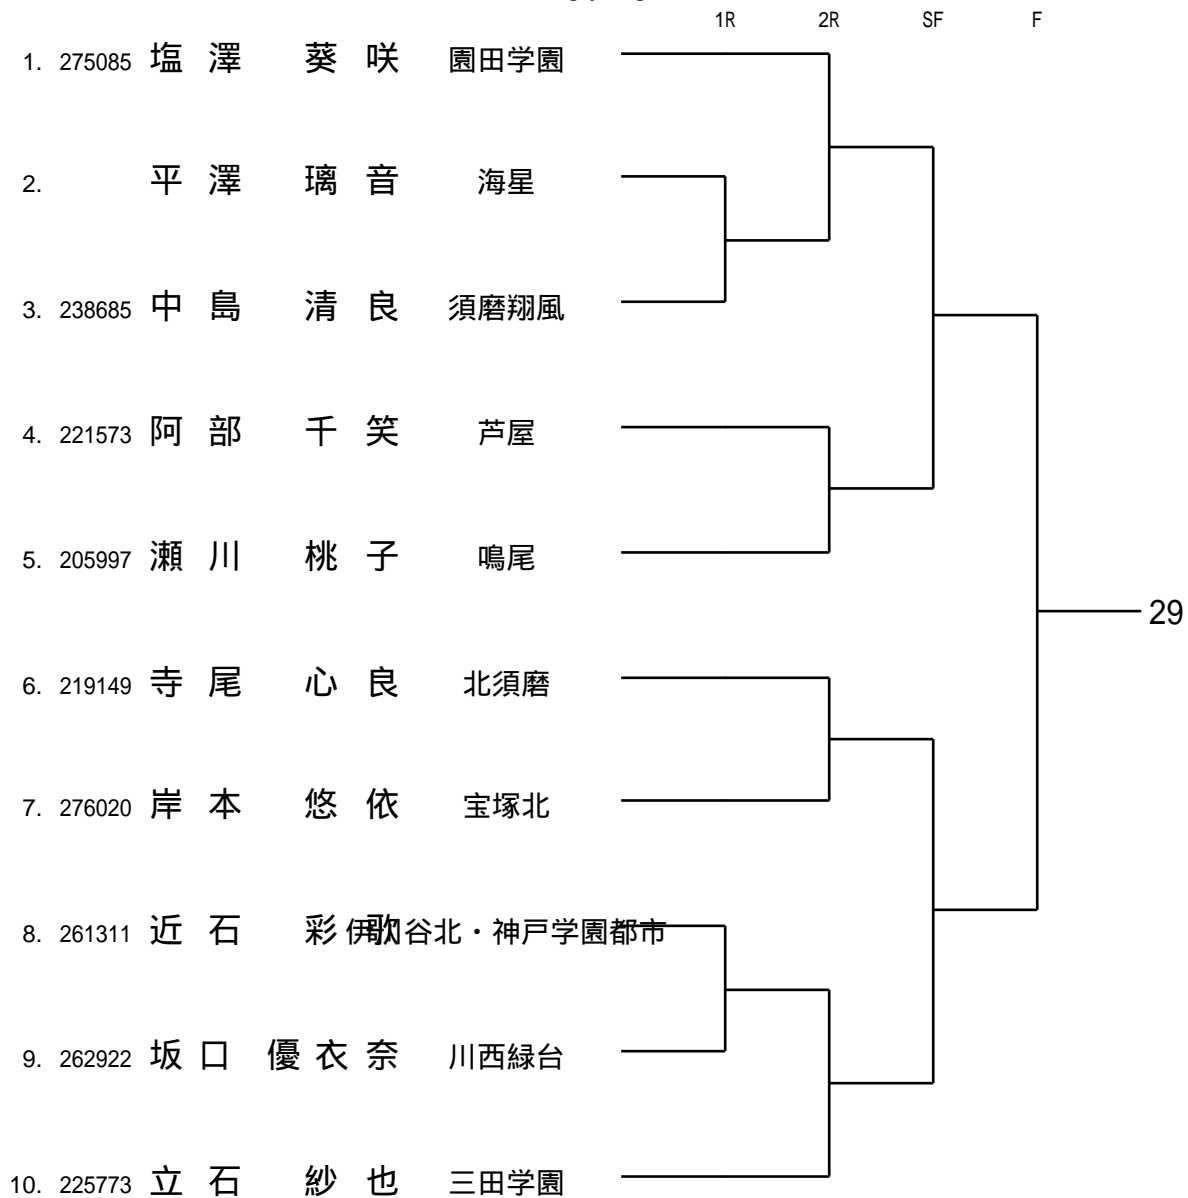 1R 2R SF F
1. 275085 塩澤 葵咲 園田学園
2. 平澤 璃音 海星
3. 238685 中島 清良 須磨翔風
4. 221573 阿部 千笑 芦屋
5. 205997 瀬川 桃子 鳴尾
29
6. 219149 寺尾 心良 北須磨
7. 276020 岸本 悠依 宝塚北
8. 261311 近石 彩歌 伊川谷北・神戸学園都市
9. 262922 坂口 優衣奈 川西緑台
10. 225773 立石 紗也 三田学園